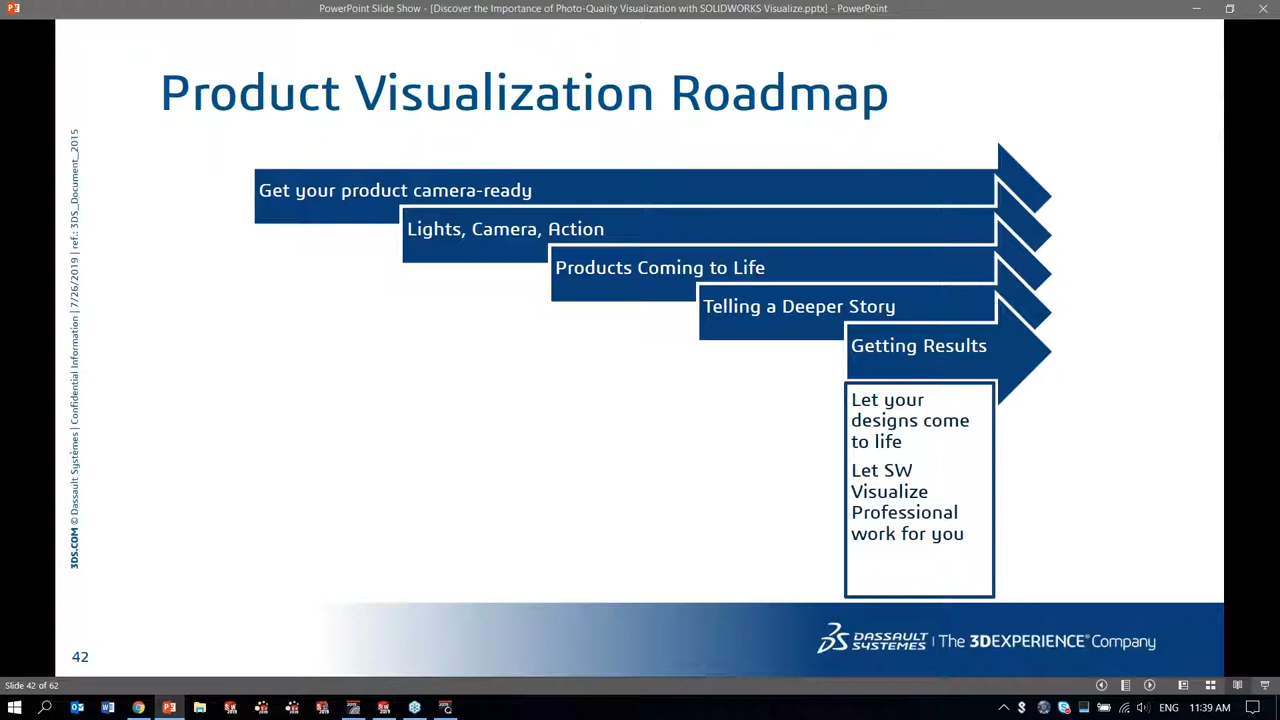 PowerPoint Slide Show - [Discover the Importance of Photo-Quality Visualization with SOLIDWORKS Visualize.pptx] - PowerPoint
Product Visualization Roadmap
Get your product camera-ready
Lights, Camera, Action
Products Coming to Life
Telling a Deeper Story
Getting Results
Let your
designs come
to life
Let SW
Visualize
Professional
work for you
3DS.COM © Dassault Systèmes | Confidential Information | 7/26/2019 | ref.: 3DS_Document_2015
42
DASSAULT
SYSTEMES
The 3DEXPERIENCE® Company
Slide 42 of 62
ENG
11:39 AM